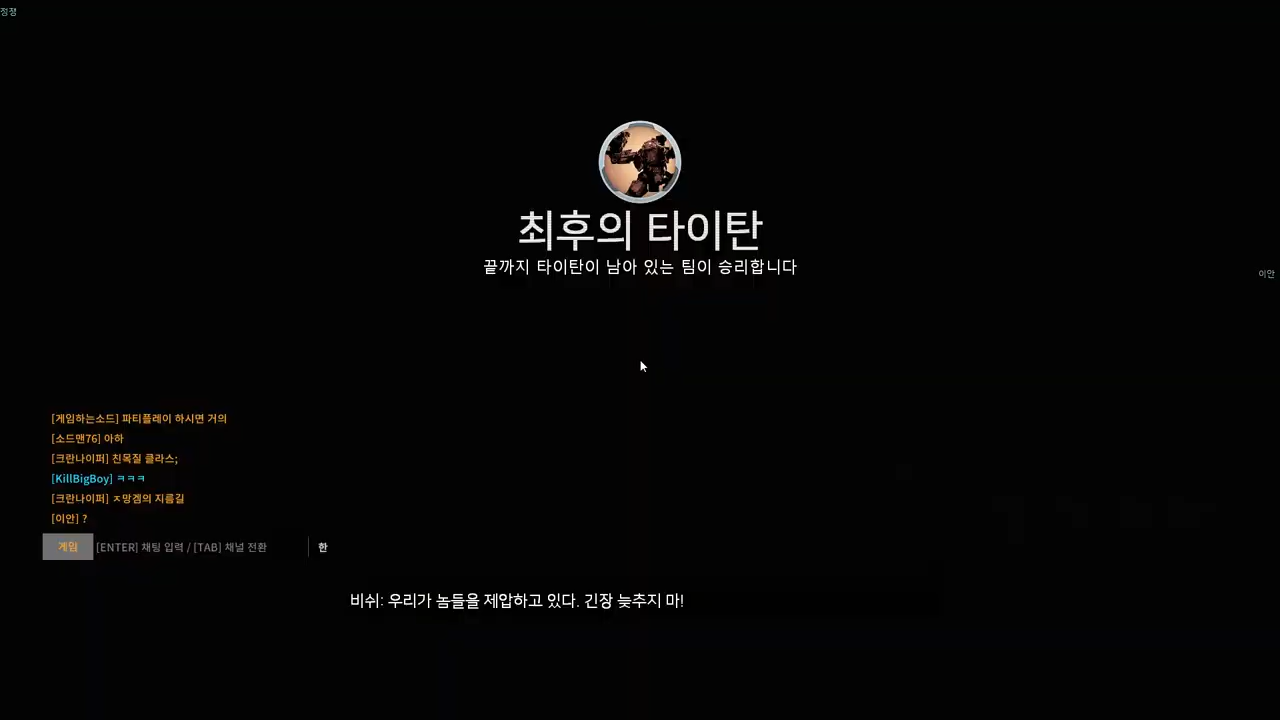 정쟁
최후의 타이탄
끝까지 타이탄이 남아 있는 팀이 승리합니다
이안
[게임하는소드] 파티플레이 하시면 거의
[소드맨76] 아하
[크란나이퍼] 친목질 클라스;
[KillBigBoy] ㅋㅋㅋ
[크란나이퍼] ㅈ망겜의 지름길
[이안] ?
게임 [ENTER] 채팅 입력 / [TAB] 채널 전환 한
비쉬: 우리가 놈들을 제압하고 있다. 긴장 늦추지 마!